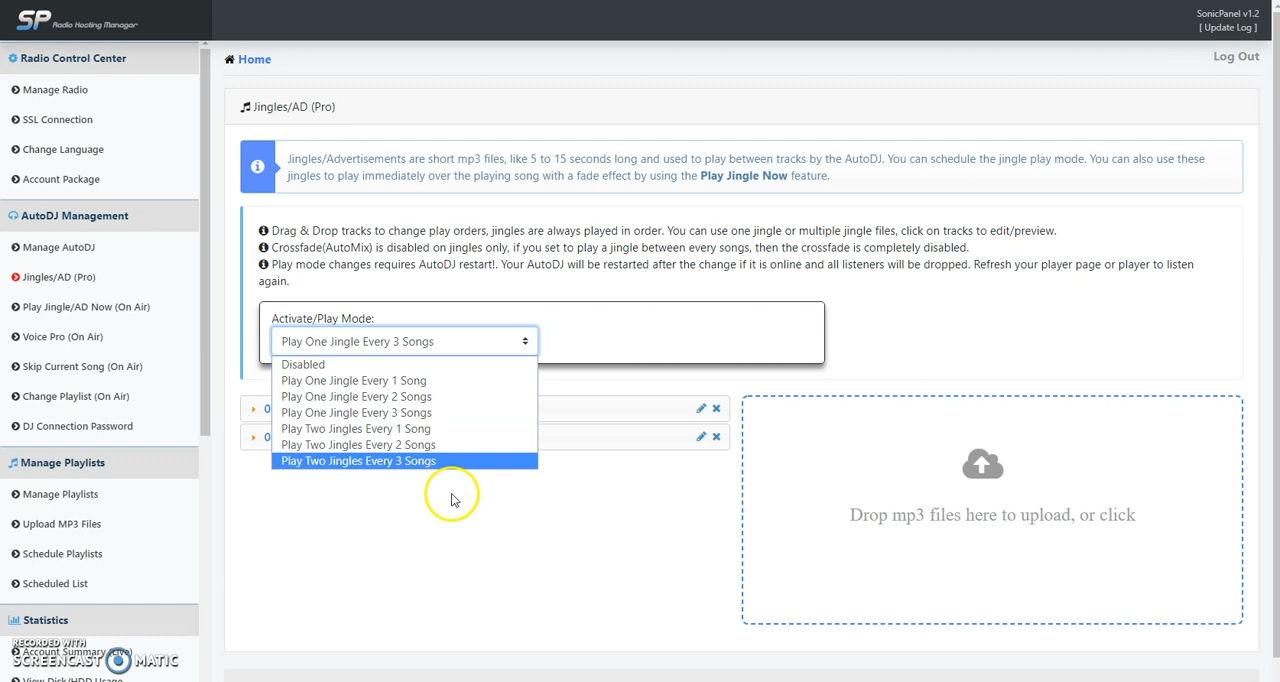 SP Radio Hosting Manager
SonicPanel v1.2
[ Update Log ]
Radio Control Center
Manage Radio
SSL Connection
Change Language
Account Package
AutoDJ Management
Manage AutoDJ
Jingles/AD (Pro)
Play Jingle/AD Now (On Air)
Voice Pro (On Air)
Skip Current Song (On Air)
Change Playlist (On Air)
DJ Connection Password
Manage Playlists
Manage Playlists
Upload MP3 Files
Schedule Playlists
Scheduled List
Statistics
Account Summary (Live)
View Disk/HDD Usage
RECORDED WITH
SCREENCAST MATIC
Home
Log Out
Jingles/AD (Pro)
Jingles/Advertisements are short mp3 files, like 5 to 15 seconds long and used to play between tracks by the AutoDJ. You can schedule the jingle play mode. You can also use these
jingles to play immediately over the playing song with a fade effect by using the Play Jingle Now feature.
Drag & Drop tracks to change play orders, jingles are always played in order. You can use one jingle or multiple jingle files, click on tracks to edit/preview.
Crossfade(AutoMix) is disabled on jingles only, if you set to play a jingle between every songs, then the crossfade is completely disabled.
Play mode changes requires AutoDJ restart!. Your AutoDJ will be restarted after the change if it is online and all listeners will be dropped. Refresh your player page or player to listen
again.
Activate/Play Mode:
Play One Jingle Every 3 Songs
Disabled
Play One Jingle Every 1 Song
Play One Jingle Every 2 Songs
Play One Jingle Every 3 Songs
Play Two Jingles Every 1 Song
Play Two Jingles Every 2 Songs
Play Two Jingles Every 3 Songs
0
0
Drop mp3 files here to upload, or click